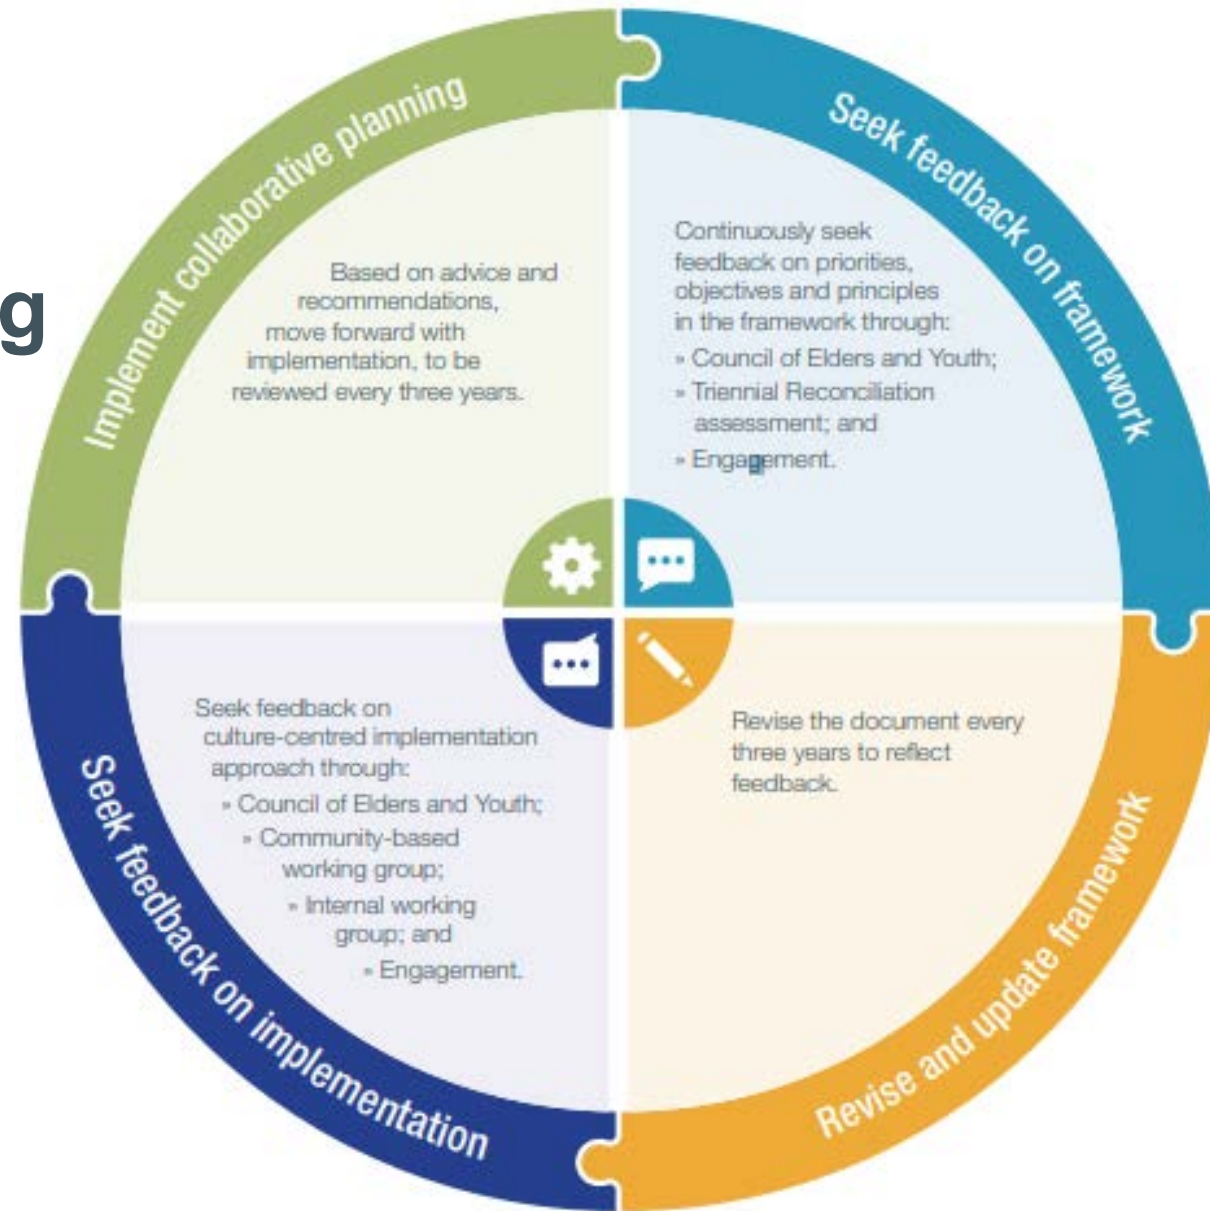 g
Implement collaborative planning
Based on advice and
recommendations,
move forward with
implementation, to be
reviewed every three years.
Seek feedback on framework
Continuously seek
feedback on priorities,
objectives and principles
in the framework through:
» Council of Elders and Youth;
» Triennial Reconciliation
assessment; and
» Engagement.
Revise and update framework
Revise the document every
three years to reflect
feedback.
Seek feedback on implementation
Seek feedback on
culture-centred implementation
approach through:
» Council of Elders and Youth;
» Community-based
working group;
» Internal working
group; and
» Engagement.